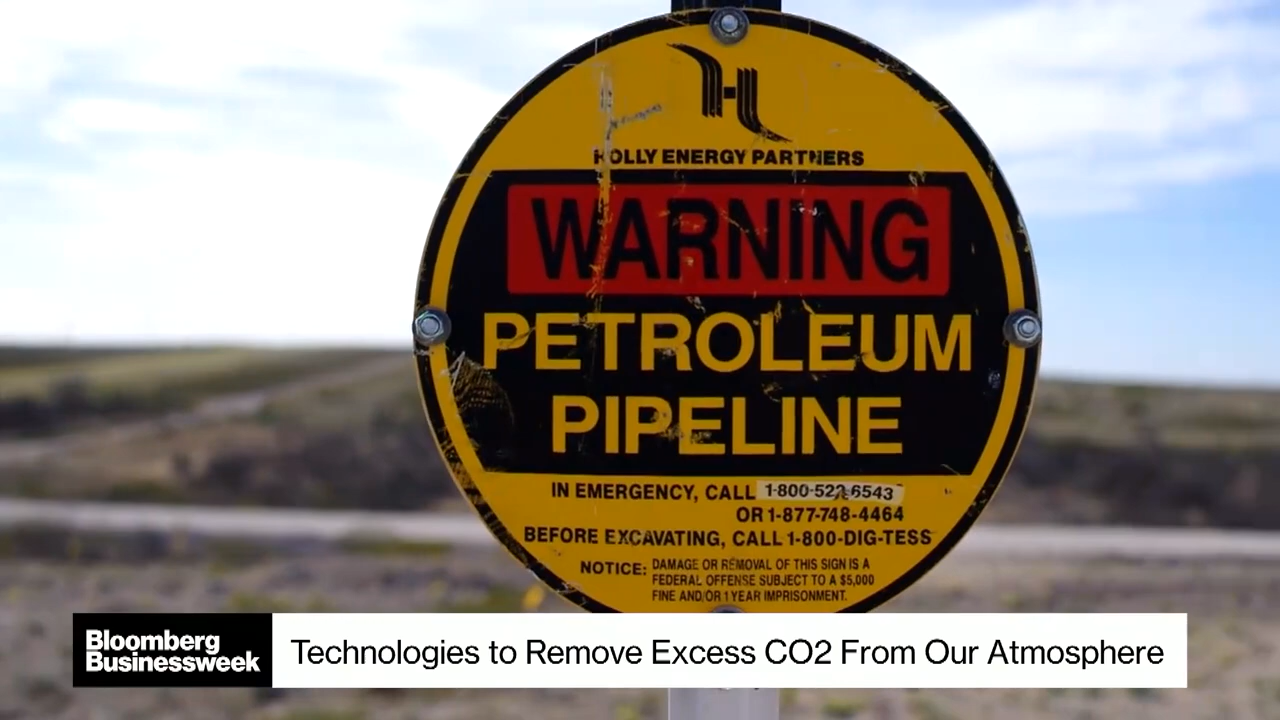 HOLLY ENERGY PARTNERS
WARNING
PETROLEUM
PIPELINE
IN EMERGENCY, CALL 1-800-522-6543
OR 1-877-748-4464
BEFORE EXCAVATING, CALL 1-800-DIG-TESS
NOTICE: DAMAGE OR REMOVAL OF THIS SIGN IS A
FEDERAL OFFENSE SUBJECT TO A $5,000
FINE AND/OR 1 YEAR IMPRISONMENT.
Bloomberg
Businessweek
Technologies to Remove Excess CO2 From Our Atmosphere